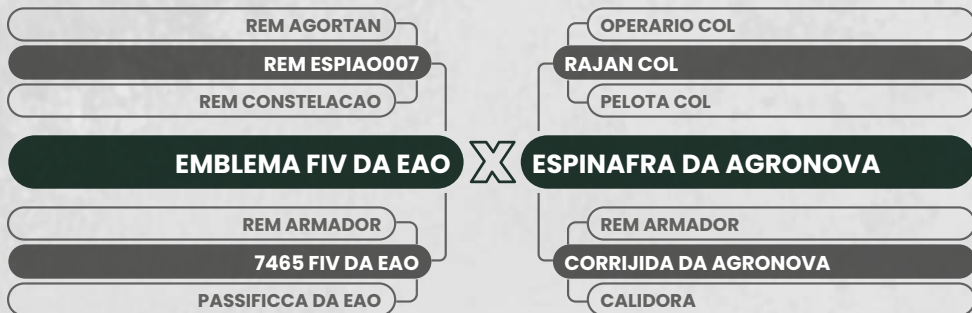 REM AGORTAN
REM ESPIAO007
REM CONSTELACAO
EMBLEMA FIV DA EAO
REM ARMADOR
7465 FIV DA EAO
PASSIFICCA DA EAO
X
OPERARIO COL
RAJAN COL
PELOTA COL
ESPINAFRA DA AGRONOVA
REM ARMADOR
CORRIJIDA DA AGRONOVA
CALIDORA